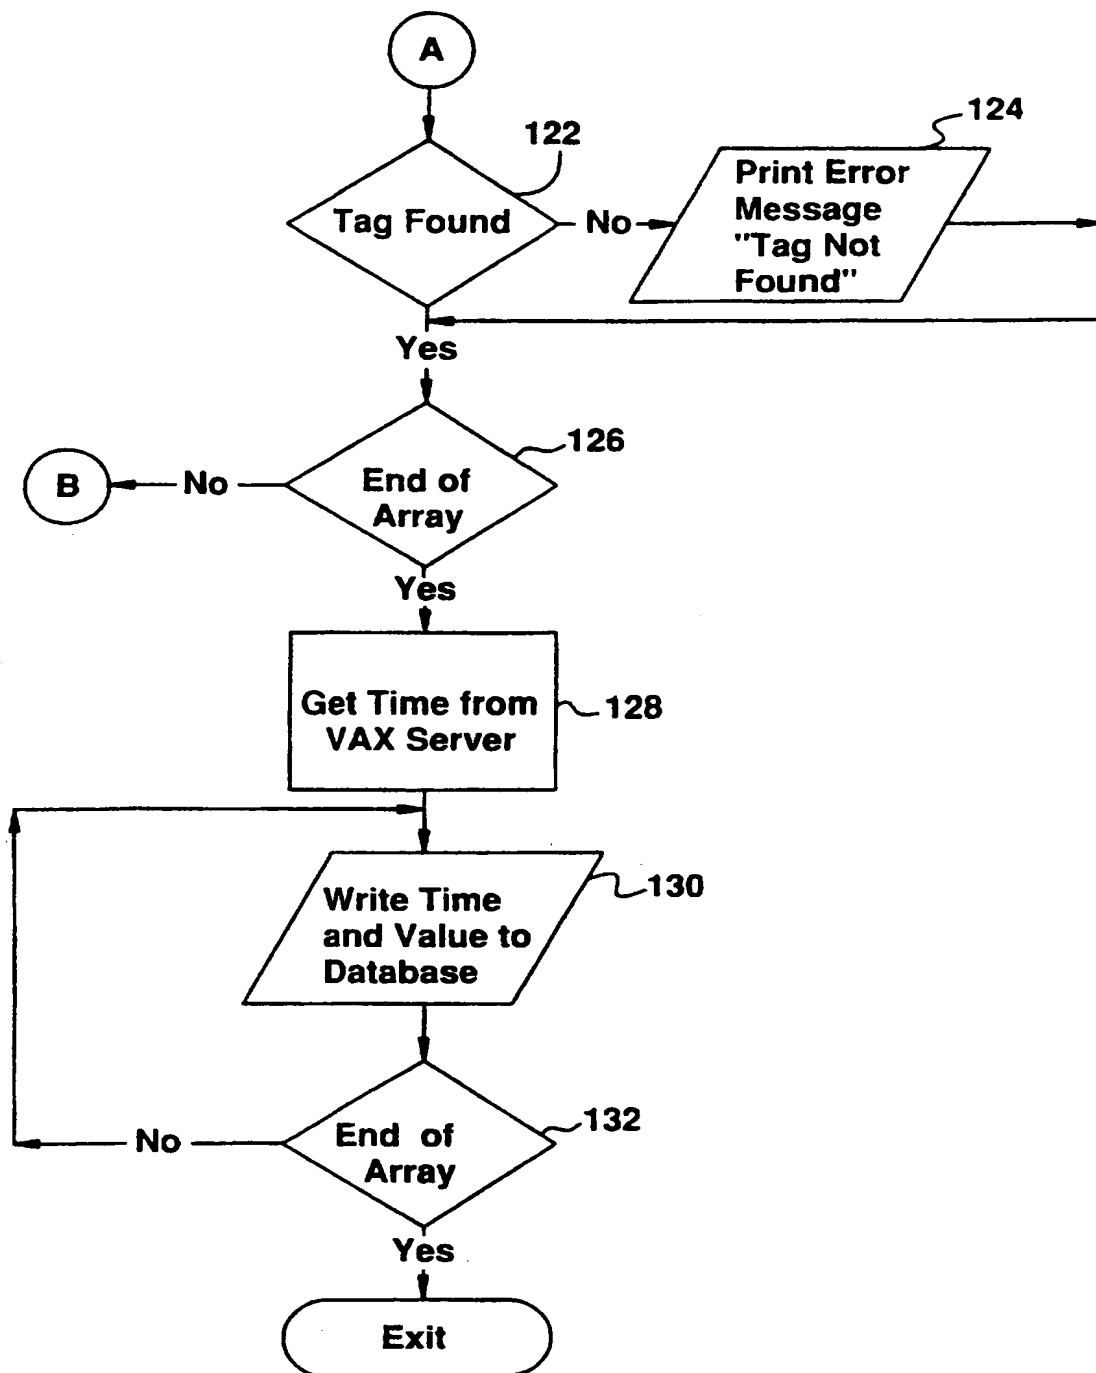 A
122
124
Tag Found
No
Print Error
Message
"Tag Not
Found"
Yes
126
B
No
End of
Array
Yes
Get Time from
VAX Server
128
130
Write Time
and Value to
Database
132
No
End of
Array
Yes
Exit